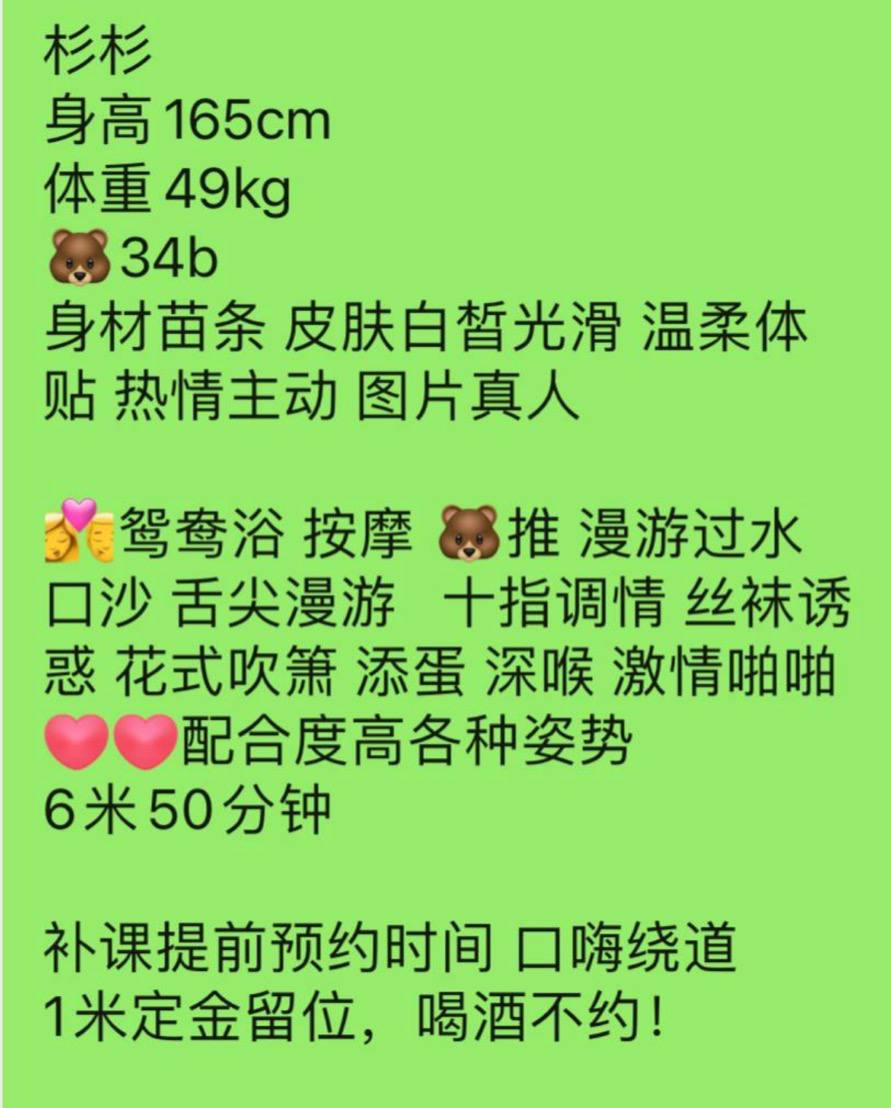 杉杉
身高165cm
体重49kg
🐻34b
身材苗条 皮肤白皙光滑 温柔体
贴 热情主动 图片真人
💏鸳鸯浴 按摩 🐻推 漫游过水
口沙 舌尖漫游 十指调情 丝袜诱
惑 花式吹箫 添蛋 深喉 激情啪啪
❤️❤️配合度高各种姿势
6米50分钟
补课提前预约时间 口嗨绕道
1米定金留位，喝酒不约！